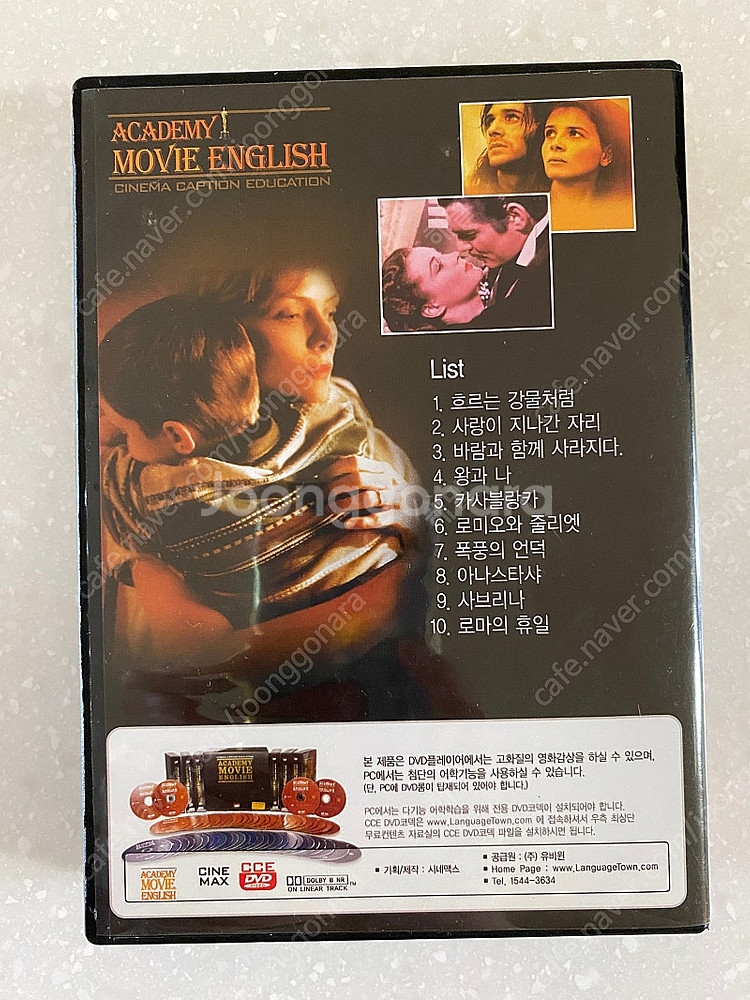 ACADEMY
MOVIE ENGLISH
CINEMA CAPTION EDUCATION
List
1. 흐르는 강물처럼
2. 사랑이 지나간 자리
3. 바람과 함께 사라지다.
4. 왕과 나
5. 카사블랑카
6. 로미오와 줄리엣
7. 폭풍의 언덕
8. 아나스타샤
9. 사브리나
10. 로마의 휴일
Joonggonara
cafe.naver.com/joonggonara
본 제품은 DVD플레이어에서는 고화질의 영화감상을 하실 수 있으며,
PC에서는 첨단의 어학기능을 사용하실 수 있습니다.
(단, PC에 DVD롬이 탑재되어 있어야 합니다.)
PC에서는 다기능 어학학습을 위해 전용 DVD코덱이 설치되어야 합니다.
CCE DVD코덱은 www.LanguageTown.com 에 접속하셔서 우측 최상단
무료컨텐츠 자료실의 CCE DVD코덱 파일을 설치하시면 됩니다.
ACADEMY
MOVIE
ENGLISH
ACADEMY
MOVIE
ENGLISH
CINE
MAX
CCE
DVD
VIDEO
DOLBY B NR
ON LINEAR TRACK™
▪ 기획/제작 : 시네맥스
▪ 공급원 : (주) 유비원
▪ Home Page : www.LanguageTown.com
▪ Tel, 1544-3634